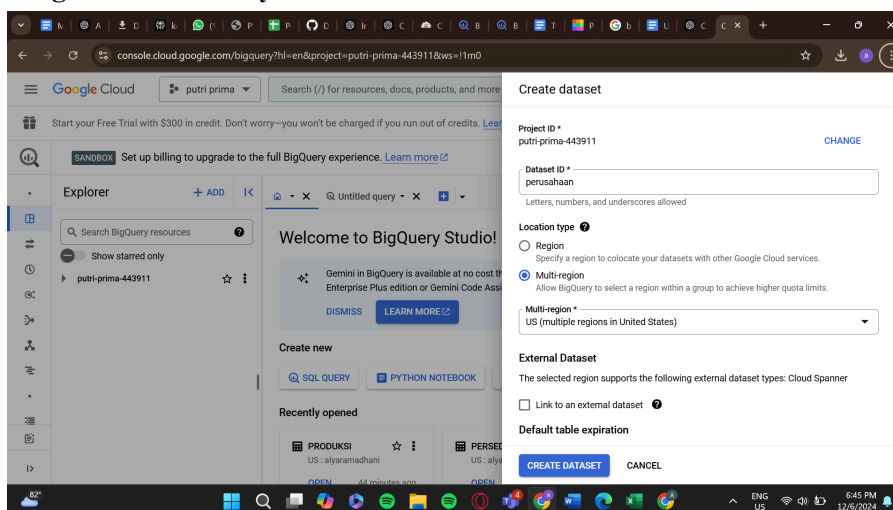 console.cloud.google.com/bigquery?hl=en&project=putri-prima-443911&ws=!1m0
Google Cloud
putri prima
Search (/) for resources, docs, products, and more
Start your Free Trial with $300 in credit. Don't worry—you won't be charged if you run out of credits. Lear
SANDBOX Set up billing to upgrade to the full BigQuery experience. Learn more
Explorer
+ ADD
Untitled query
Search BigQuery resources
Show starred only
putri-prima-443911
Welcome to BigQuery Studio!
Gemini in BigQuery is available at no cost th
Enterprise Plus edition or Gemini Code Assi
DISMISS
LEARN MORE
Create new
SQL QUERY
PYTHON NOTEBOOK
Recently opened
PRODUKSI
US : alyaramadhani
OPEN
44 minutes ago
PERSED
US : alya
OPEN
Create dataset
Project ID *
putri-prima-443911
CHANGE
Dataset ID *
perusahaan
Letters, numbers, and underscores allowed
Location type
Region
Specify a region to colocate your datasets with other Google Cloud services.
Multi-region
Allow BigQuery to select a region within a group to achieve higher quota limits.
Multi-region *
US (multiple regions in United States)
External Dataset
The selected region supports the following external dataset types: Cloud Spanner
Link to an external dataset
Default table expiration
CREATE DATASET
CANCEL
82°
ENG
US
6:45 PM
12/6/2024